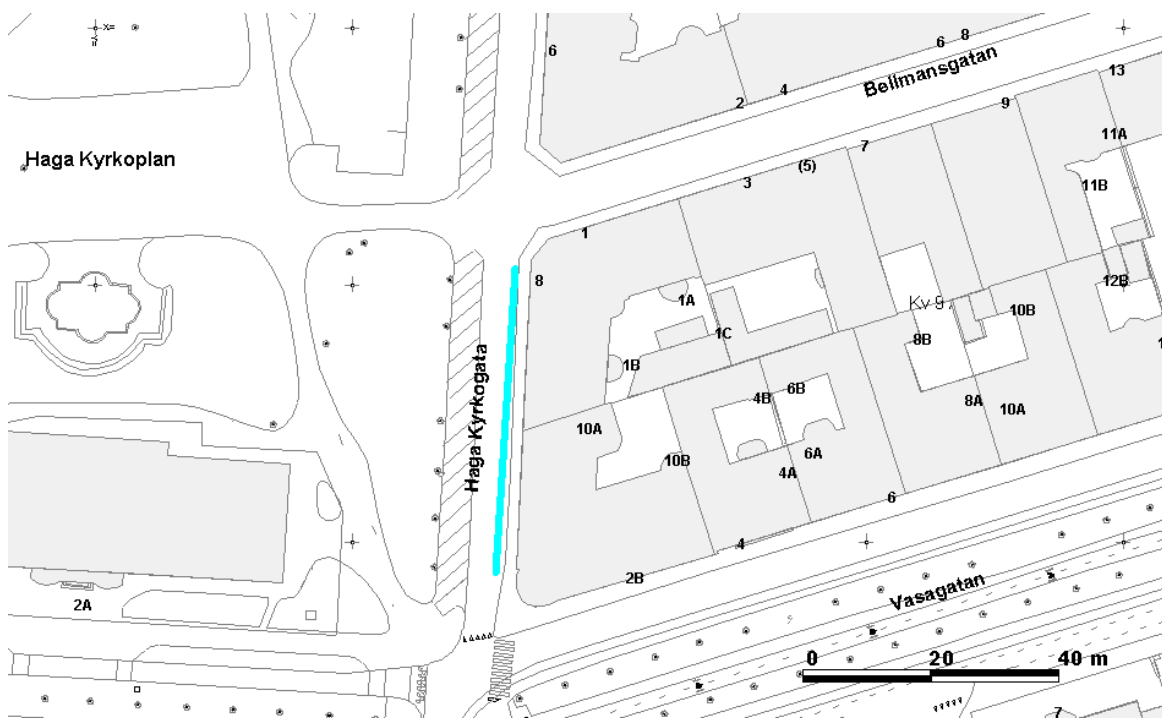 x=
6
6 8
Bellmansgatan
4
2
13
9
11A
7
(5)
Haga Kyrkoplan
3
11B
1
8
12B
1A
Kv 9
10B
1C
8B
1B
6B
4B
8A
10A
Haga Kyrkogata
10A
6A
10B
4A
6
4
2B
2A
Vasagatan
0 20 40 m
7